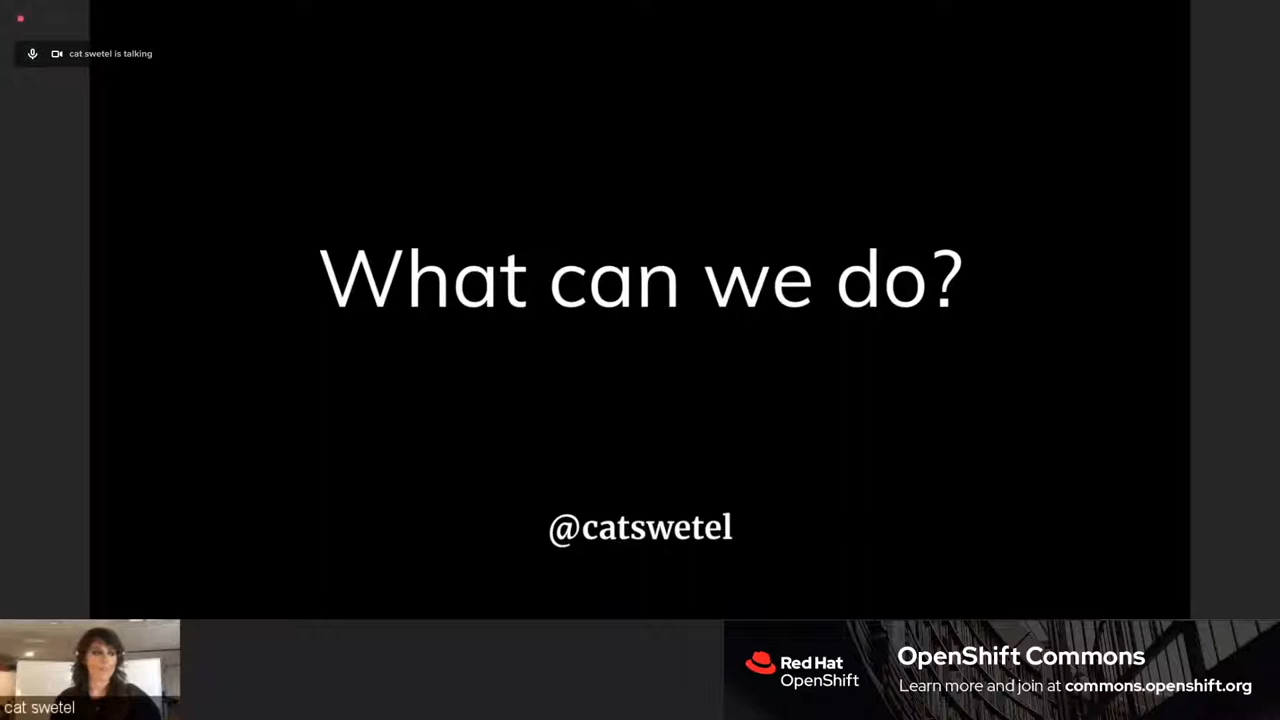 cat swetel is talking
What can we do?
@catswetel
cat swetel
Red Hat
OpenShift
OpenShift Commons
Learn more and join at commons.openshift.org